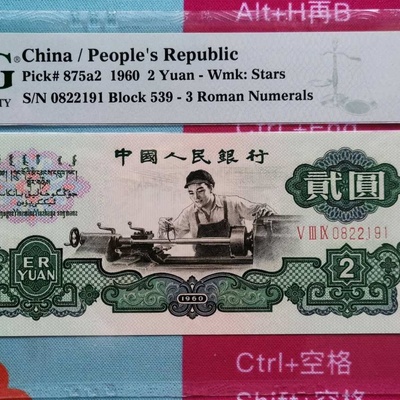 Alt+H再B
G®
China / People's Republic
Pick# 875a2 1960 2 Yuan - Wmk: Stars
S/N 0822191 Block 539 - 3 Roman Numerals
中國人民銀行
貳圓
V III IX 0822191
ER
YUAN
2
1960
Ctrl+空格